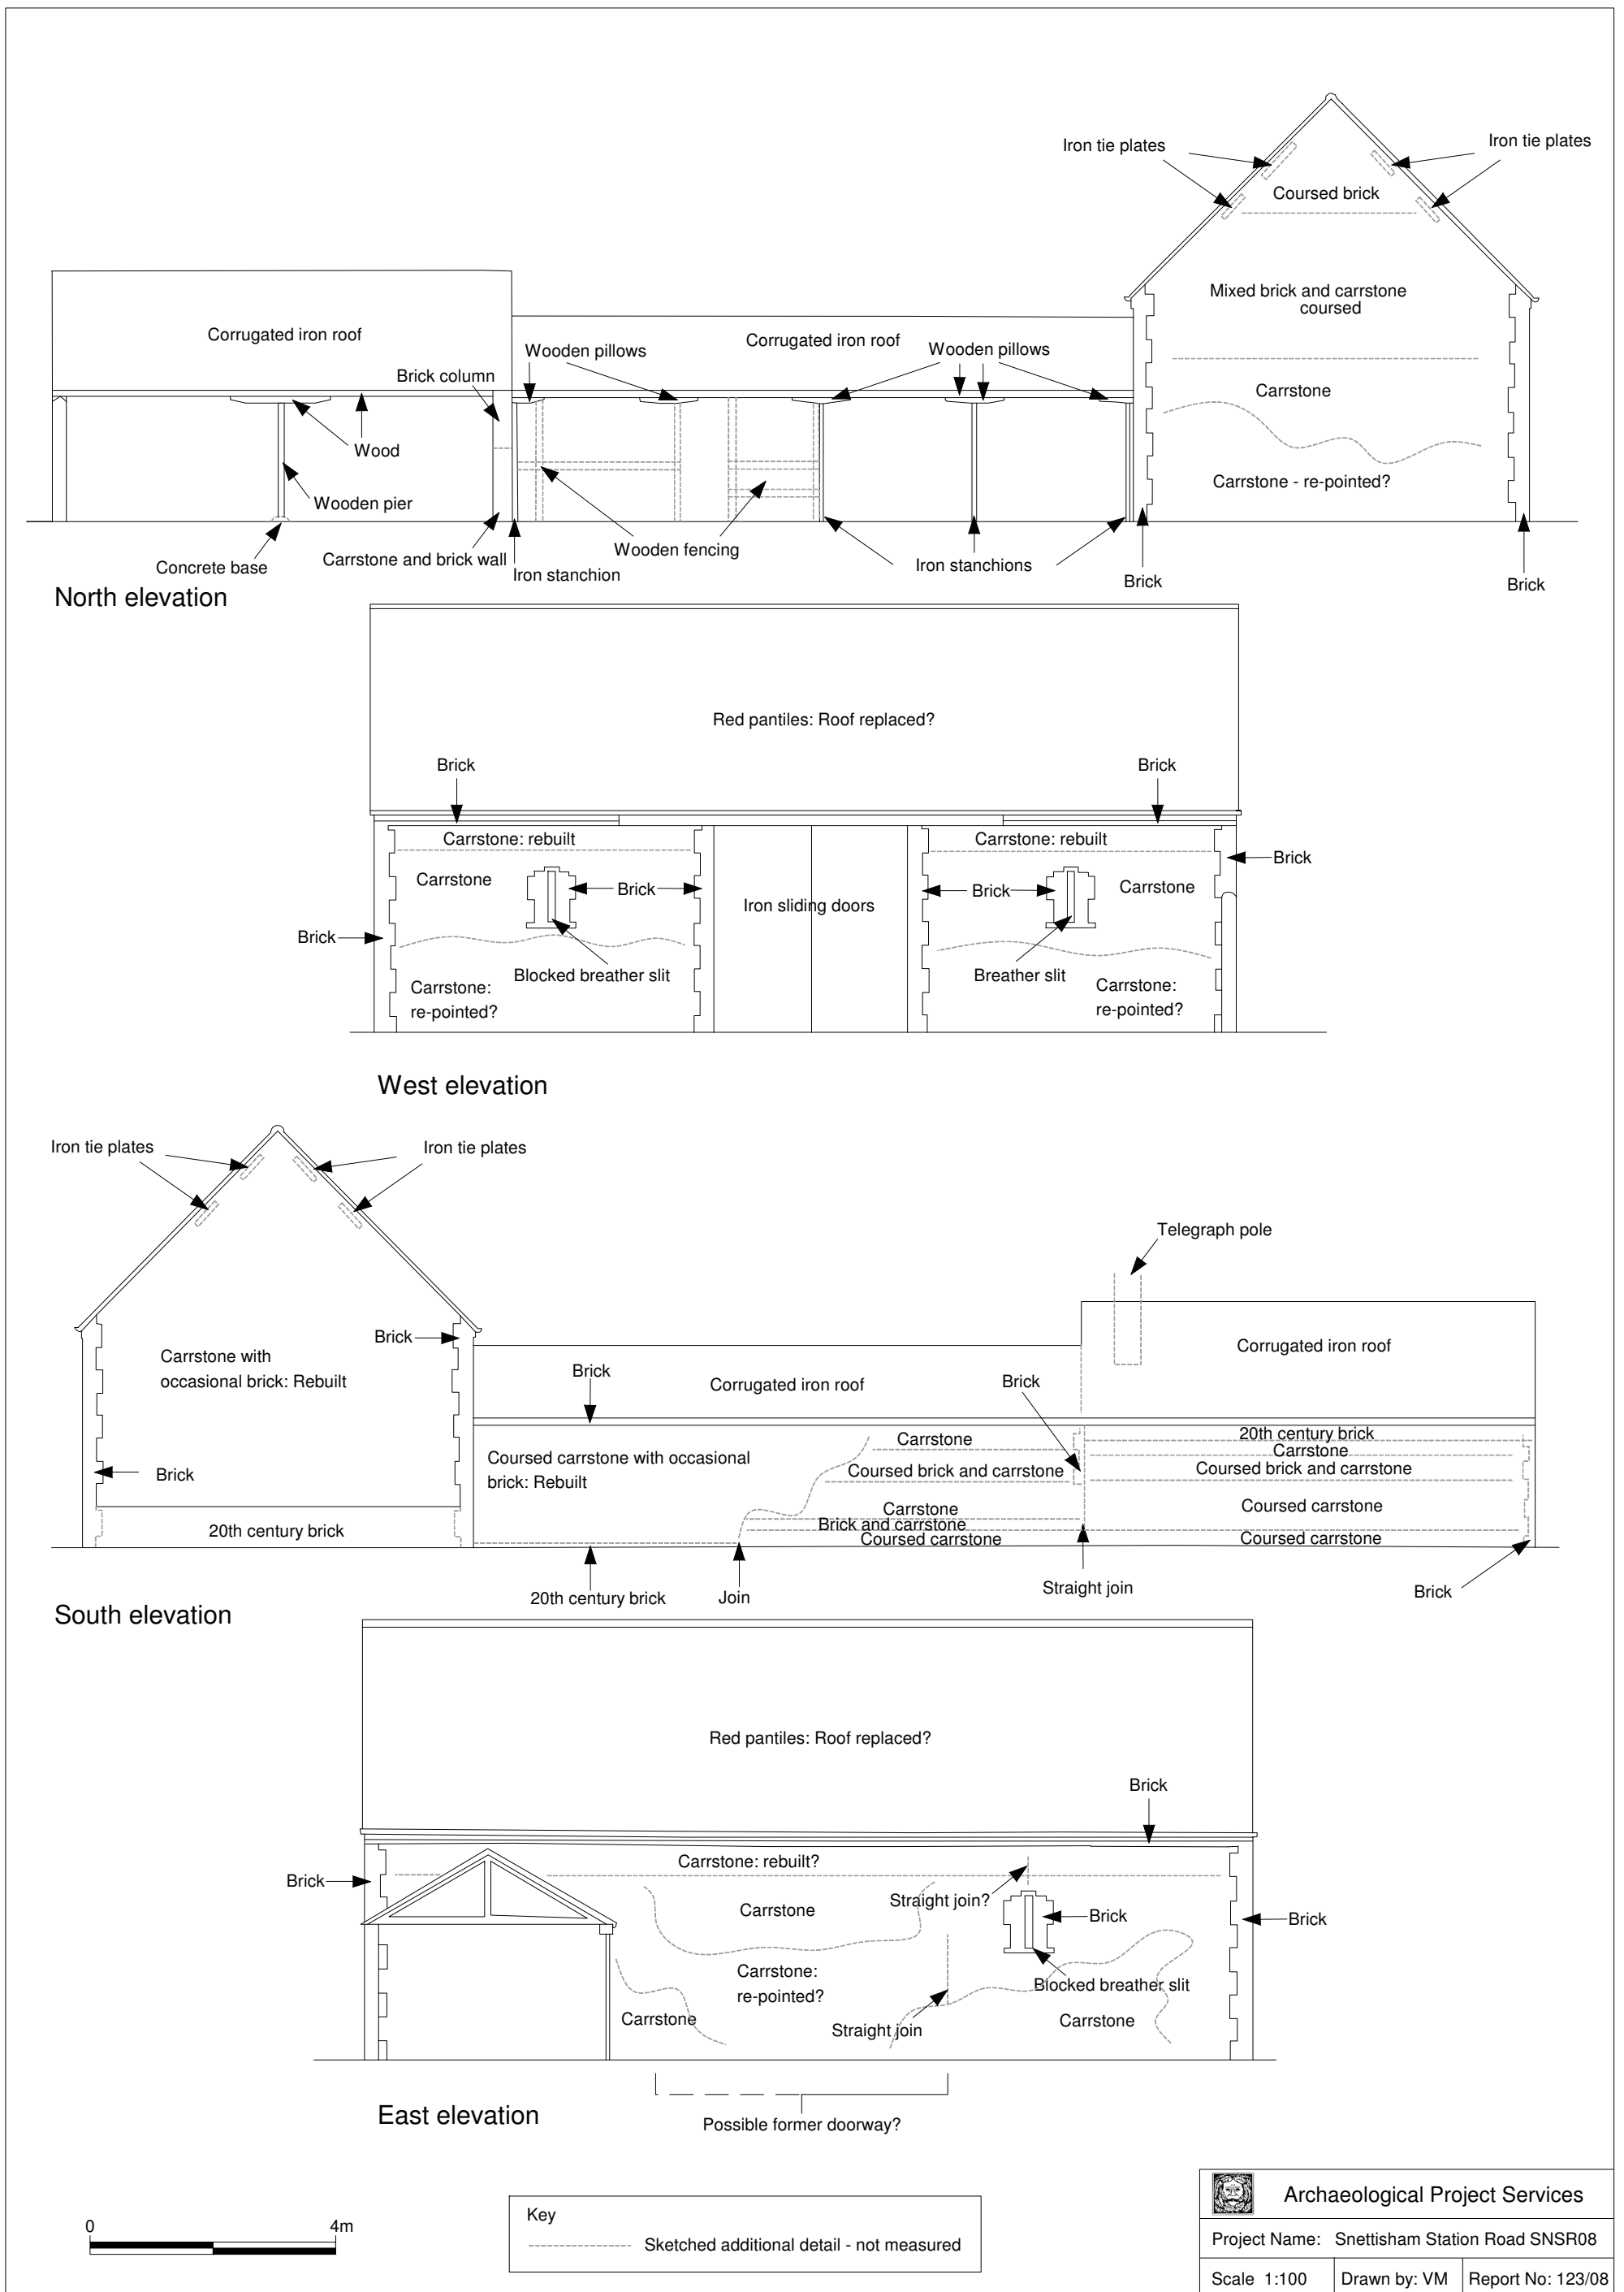 Iron tie plates
Iron tie plates
Coursed brick
Mixed brick and carrstone
coursed
Corrugated iron roof
Corrugated iron roof
Wooden pillows
Wooden pillows
Brick column
Carrstone
Wood
Carrstone - re-pointed?
Wooden pier
Wooden fencing
Carrstone and brick wall
Concrete base
Iron stanchion
Iron stanchions
Brick
Brick
North elevation
Red pantiles: Roof replaced?
Brick
Brick
Carrstone: rebuilt
Carrstone: rebuilt
Brick
Carrstone
Brick
Brick
Carrstone
Iron sliding doors
Brick
Blocked breather slit
Breather slit
Carrstone:
re-pointed?
Carrstone:
re-pointed?
West elevation
Iron tie plates
Iron tie plates
Telegraph pole
Brick
Carrstone with
occasional brick: Rebuilt
Corrugated iron roof
Brick
Corrugated iron roof
Brick
Carrstone
20th century brick
Carrstone
Coursed carrstone with occasional
brick: Rebuilt
Coursed brick and carrstone
Coursed brick and carrstone
Brick
Carrstone
Coursed carrstone
Brick and carrstone
20th century brick
Coursed carrstone
Coursed carrstone
20th century brick
Join
Straight join
Brick
South elevation
Red pantiles: Roof replaced?
Brick
Carrstone: rebuilt?
Brick
Straight join?
Carrstone
Brick
Brick
Carrstone:
re-pointed?
Blocked breather slit
Carrstone
Straight join
Carrstone
East elevation
Possible former doorway?
0 4m
Key
Sketched additional detail - not measured
Archaeological Project Services
Project Name: Snettisham Station Road SNSR08
Scale 1:100 Drawn by: VM Report No: 123/08